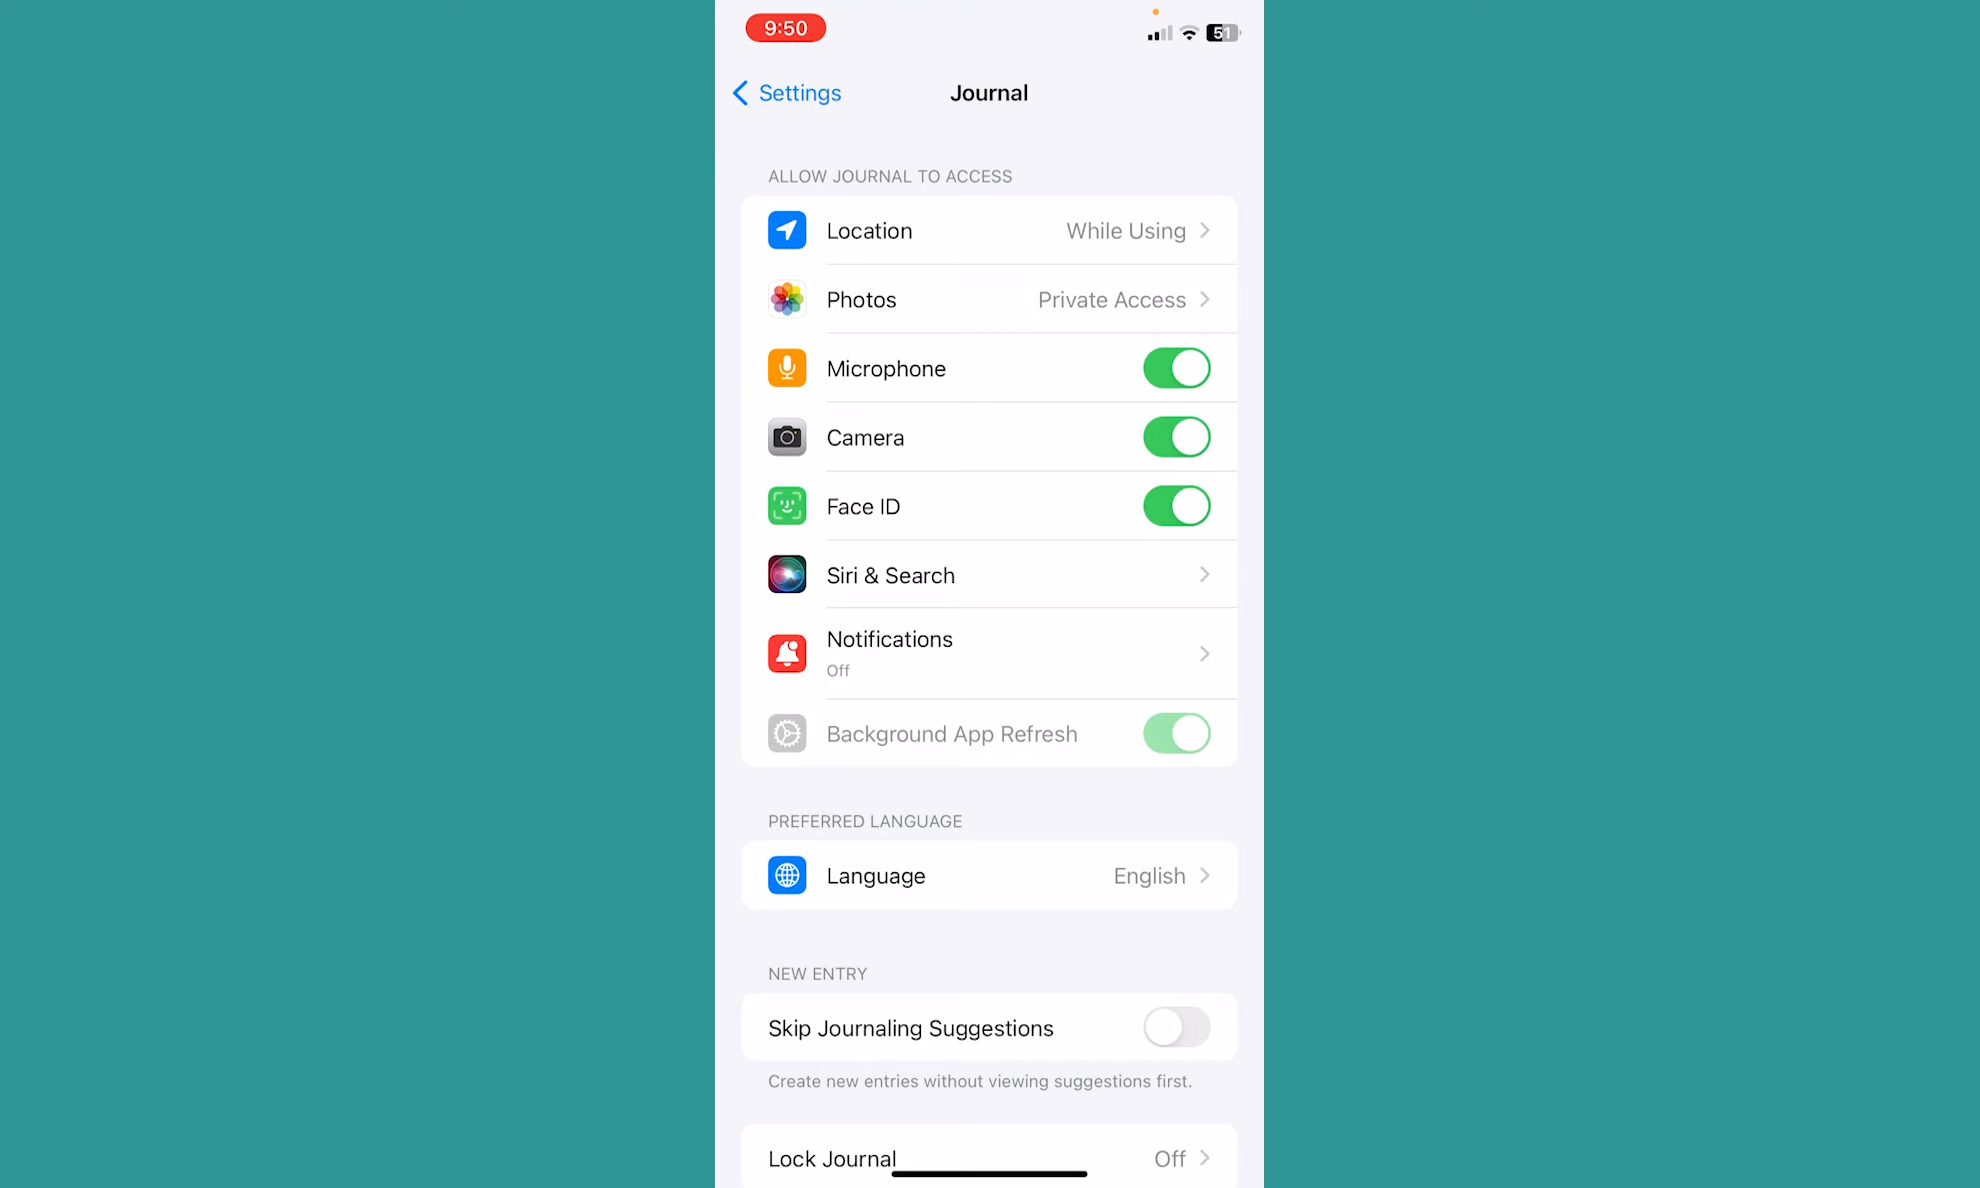 9:50
51
Settings
Journal
ALLOW JOURNAL TO ACCESS
Location While Using
Photos Private Access
Microphone
Camera
Face ID
Siri & Search
Notifications
Off
Background App Refresh
PREFERRED LANGUAGE
Language English
NEW ENTRY
Skip Journaling Suggestions
Create new entries without viewing suggestions first.
Lock Journal Off